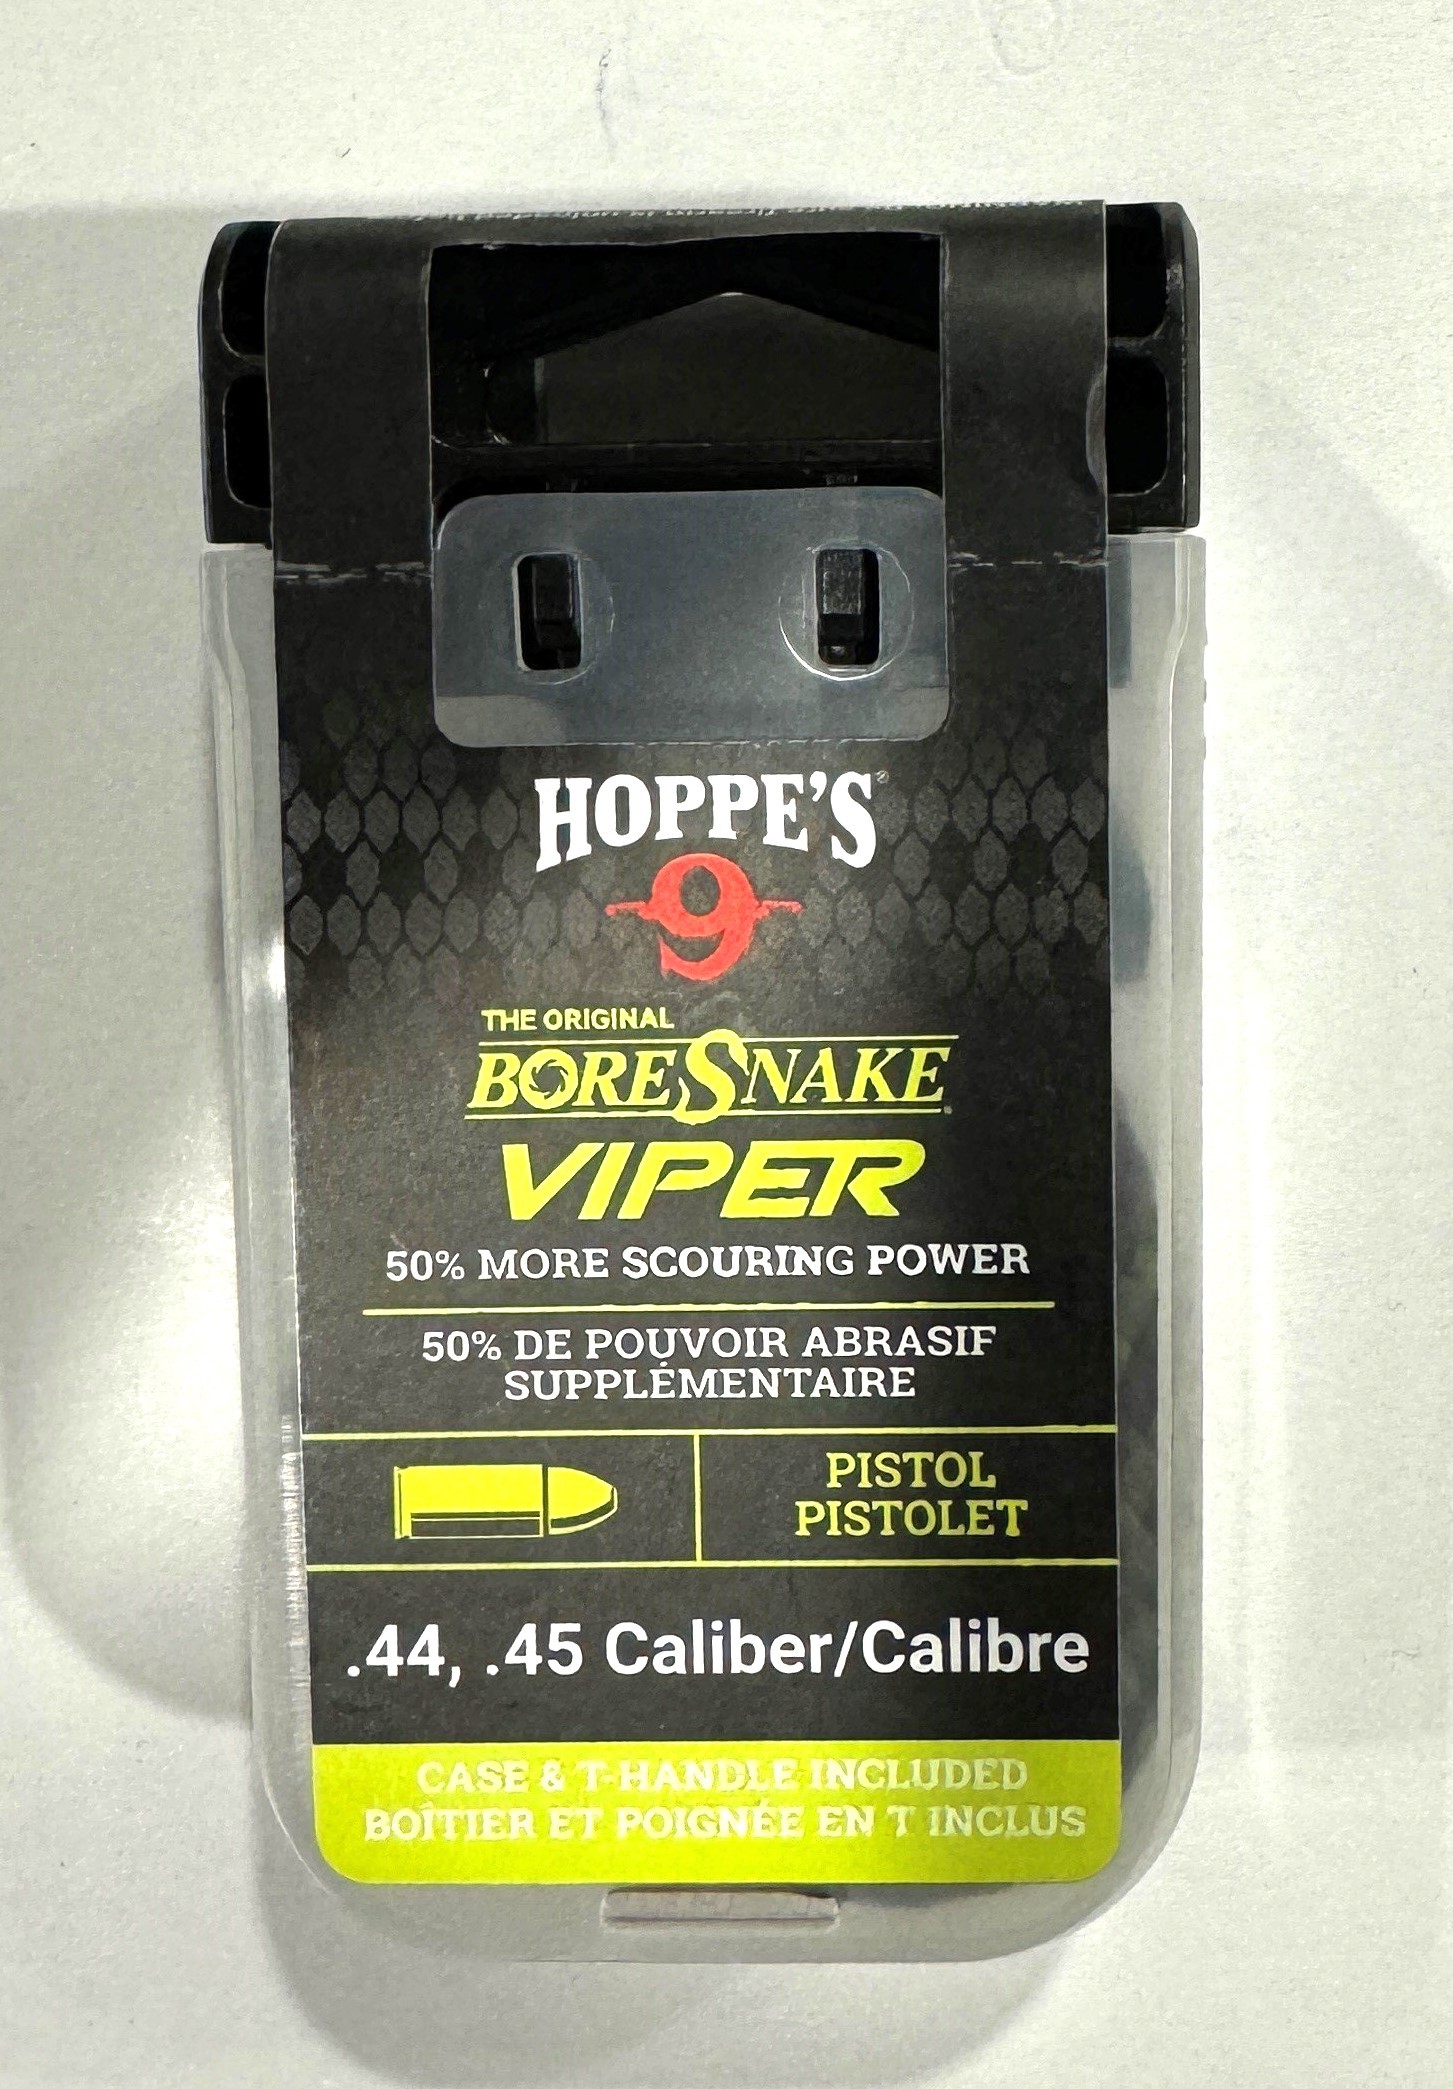 HOPPE'S®
9
THE ORIGINAL
BORESNAKE
VIPER
50% MORE SCOURING POWER
50% DE POUVOIR ABRASIF
SUPPLÉMENTAIRE
PISTOL
PISTOLET
.44, .45 Caliber/Calibre
CASE & T-HANDLE INCLUDED
BOÎTIER ET POIGNÉE EN T INCLUS